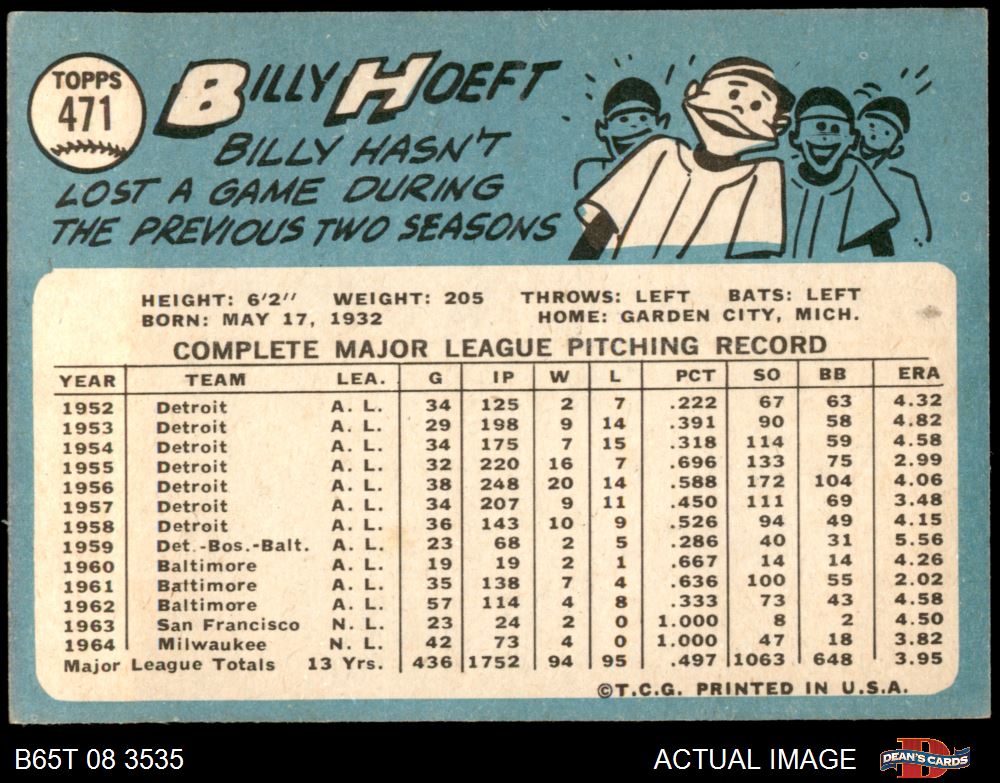 TOPPS
471
BILLY HOEFT
BILLY HASN'T
LOST A GAME DURING
THE PREVIOUS TWO SEASONS
HEIGHT: 6'2" WEIGHT: 205 THROWS: LEFT BATS: LEFT
BORN: MAY 17, 1932 HOME: GARDEN CITY, MICH.
COMPLETE MAJOR LEAGUE PITCHING RECORD
YEAR TEAM LEA. G IP W L PCT SO BB ERA
1952 Detroit A. L. 34 125 2 7 .222 67 63 4.32
1953 Detroit A. L. 29 198 9 14 .391 90 58 4.82
1954 Detroit A. L. 34 175 7 15 .318 114 59 4.58
1955 Detroit A. L. 32 220 16 7 .696 133 75 2.99
1956 Detroit A. L. 38 248 20 14 .588 172 104 4.06
1957 Detroit A. L. 34 207 9 11 .450 111 69 3.48
1958 Detroit A. L. 36 143 10 9 .526 94 49 4.15
1959 Det.-Bos.-Balt. A. L. 23 68 2 5 .286 40 31 5.56
1960 Baltimore A. L. 19 19 2 1 .667 14 14 4.26
1961 Battimore A. L. 35 138 7 4 .636 100 55 2.02
1962 Baltimore A. L. 57 114 4 8 .333 73 43 4.58
1963 San Francisco N. L. 23 24 2 0 1.000 8 2 4.50
1964 Milwaukee N. L. 42 73 4 0 1.000 47 18 3.82
Major League Totals 13 Yrs. 436 1752 94 95 .497 1063 648 3.95
©T.C.G. PRINTED IN U.S.A.
B65T 08 3535 ACTUAL IMAGE DEAN'S CARDS